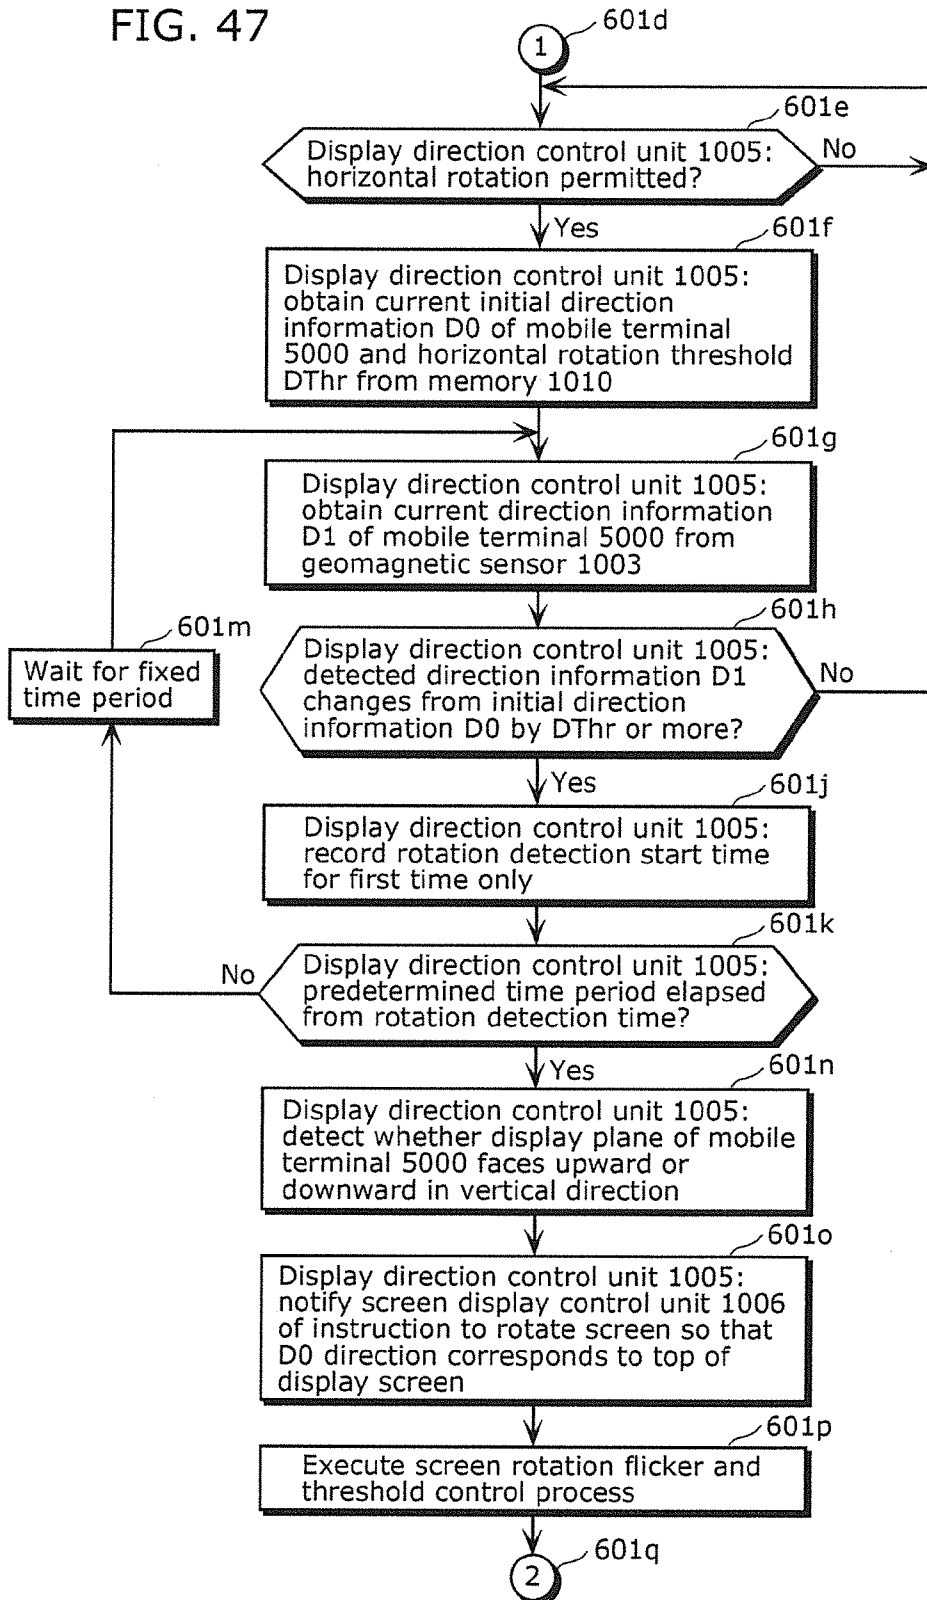 FIG. 47
1
601d
601e
Display direction control unit 1005:
horizontal rotation permitted?
No
Yes
601f
Display direction control unit 1005:
obtain current initial direction
information D0 of mobile terminal
5000 and horizontal rotation threshold
DThr from memory 1010
601g
Display direction control unit 1005:
obtain current direction information
D1 of mobile terminal 5000 from
geomagnetic sensor 1003
601h
Display direction control unit 1005:
detected direction information D1
changes from initial direction
information D0 by DThr or more?
No
601m
Wait for fixed
time period
Yes
601j
Display direction control unit 1005:
record rotation detection start time
for first time only
601k
Display direction control unit 1005:
predetermined time period elapsed
from rotation detection time?
No
Yes
601n
Display direction control unit 1005:
detect whether display plane of mobile
terminal 5000 faces upward or
downward in vertical direction
601o
Display direction control unit 1005:
notify screen display control unit 1006
of instruction to rotate screen so that
D0 direction corresponds to top of
display screen
601p
Execute screen rotation flicker and
threshold control process
601q
2